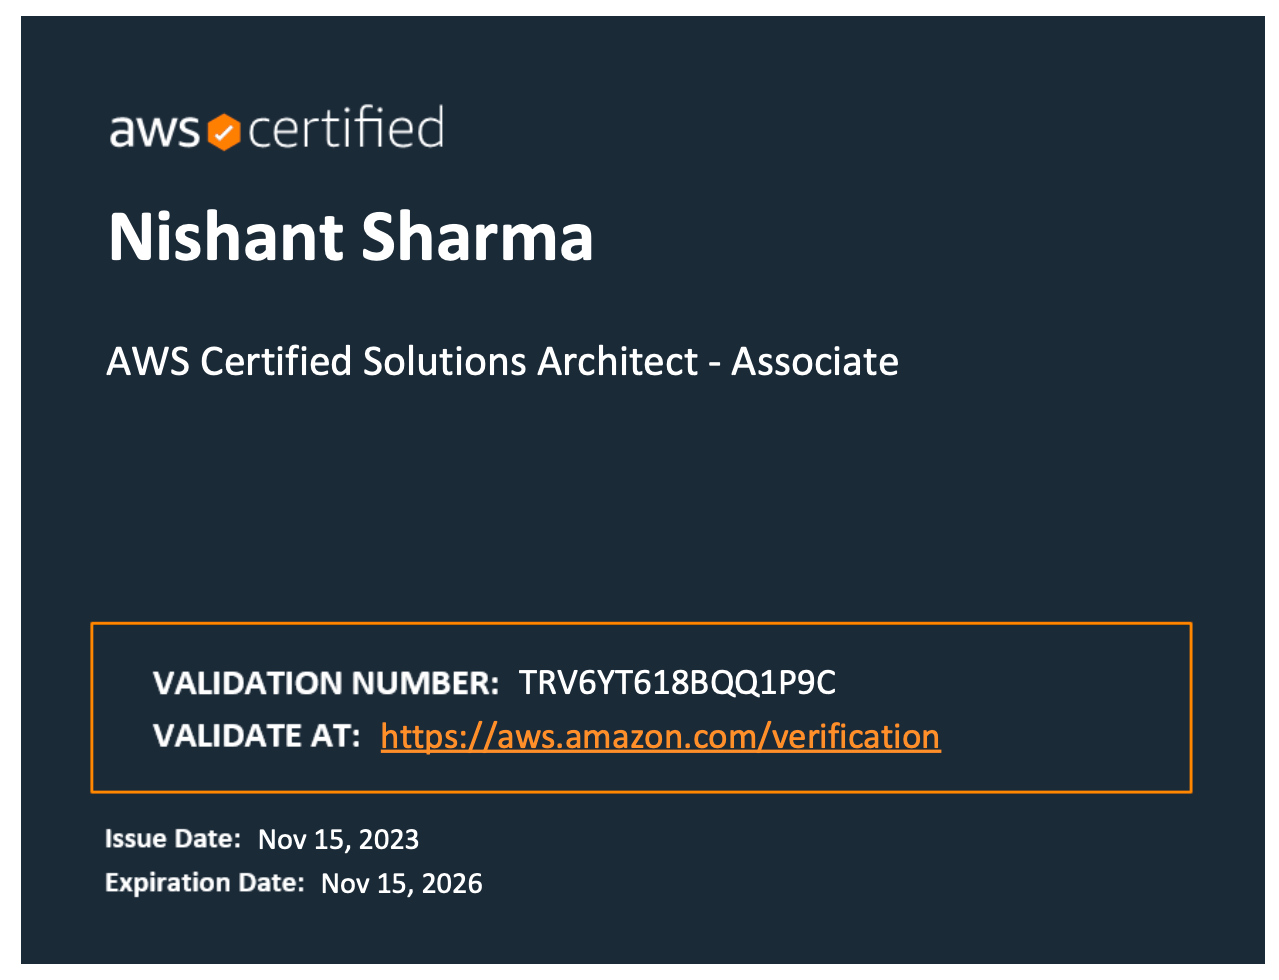 aws certified
Nishant Sharma
AWS Certified Solutions Architect - Associate
VALIDATION NUMBER: TRV6YT618BQQ1P9C
VALIDATE AT: https://aws.amazon.com/verification
Issue Date: Nov 15, 2023
Expiration Date: Nov 15, 2026